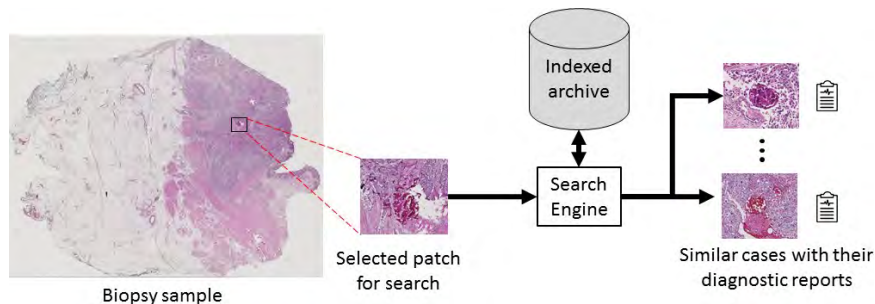 Indexed
archive
Search
Engine
Selected patch
for search
Similar cases with their
diagnostic reports
Biopsy sample